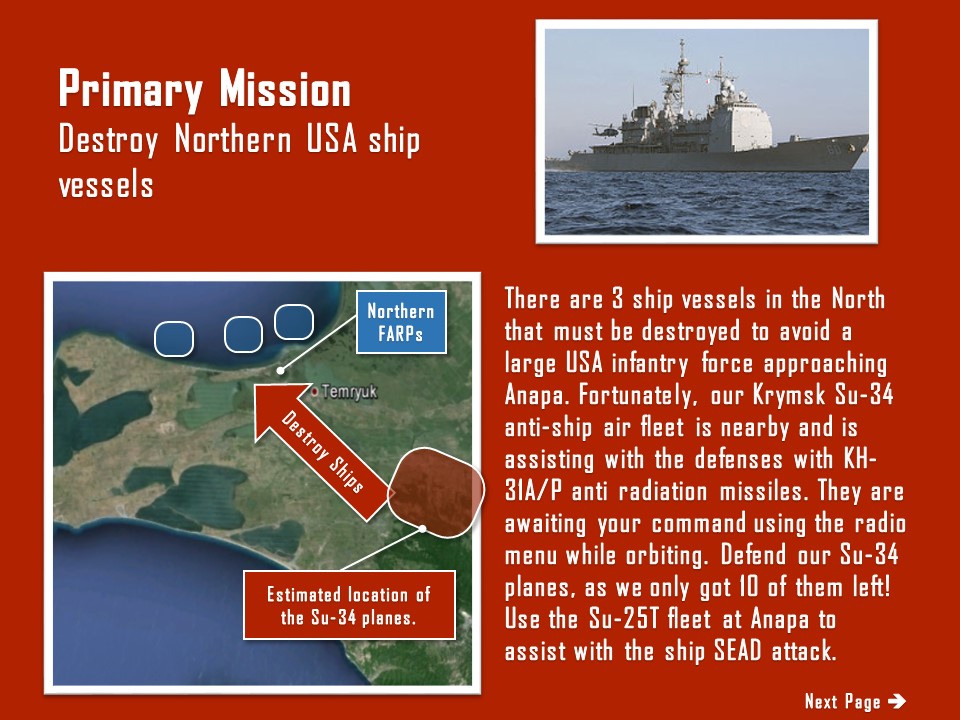 Primary Mission
Destroy Northern USA ship
vessels
Northern
FARPs
Temryuk
Destroy Ships
Estimated location of
the Su-34 planes.
There are 3 ship vessels in the North
that must be destroyed to avoid a
large USA infantry force approaching
Anapa. Fortunately, our Krymsk Su-34
anti-ship air fleet is nearby and is
assisting with the defenses with KH-
31A/P anti radiation missiles. They are
awaiting your command using the radio
menu while orbiting. Defend our Su-34
planes, as we only got 10 of them left!
Use the Su-25T fleet at Anapa to
assist with the ship SEAD attack.
Next Page →